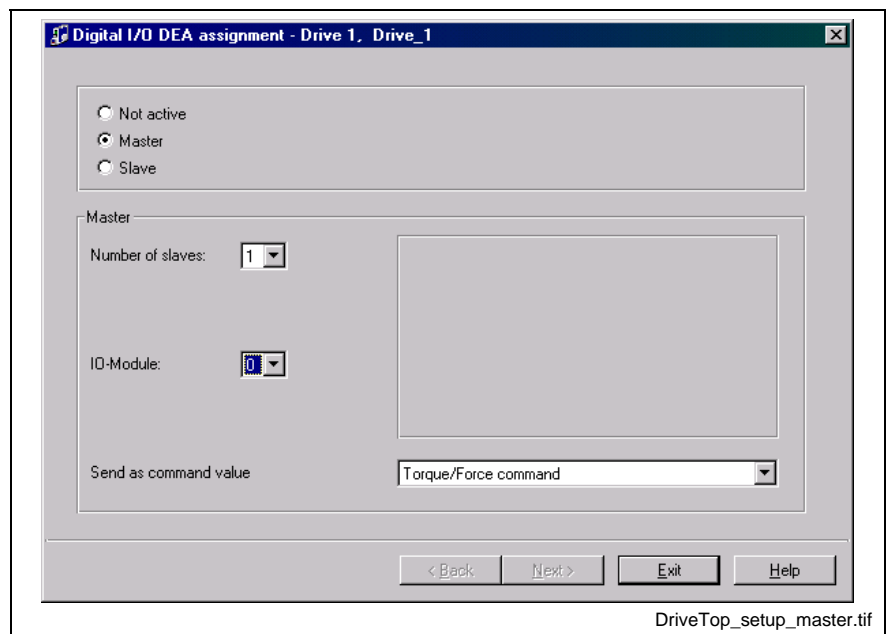 Digital I/O DEA assignment - Drive 1, Drive_1
Not active
Master
Slave
Master
Number of slaves: 1
IO-Module: 0
Send as command value Torque/Force command
< Back Next > Exit Help
DriveTop_setup_master.tif